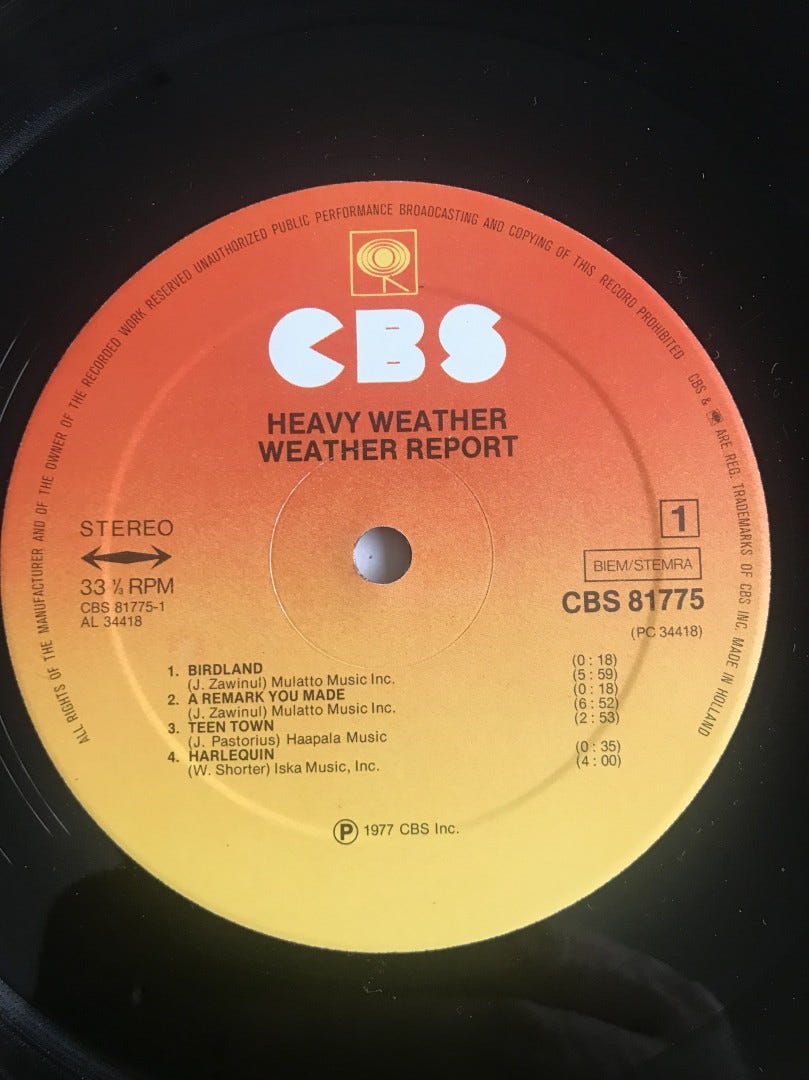 ALL RIGHTS OF THE MANUFACTURER AND OF THE OWNER OF THE RECORDED WORK RESERVED UNAUTHORIZED PUBLIC PERFORMANCE BROADCASTING AND COPYING OF THIS RECORD PROHIBITED CBS & ARE REG. TRADEMARKS OF CBS INC. MADE IN HOLLAND
CBS
HEAVY WEATHER
WEATHER REPORT
STEREO
33 ⅓ RPM
CBS 81775-1
AL 34418
1
BIEM/STEMRA
CBS 81775
(PC 34418)
1. BIRDLAND (0 : 18)
(J. Zawinul) Mulatto Music Inc. (5 : 59)
2. A REMARK YOU MADE (0 : 18)
(J. Zawinul) Mulatto Music Inc. (6 : 52)
3. TEEN TOWN (2 : 53)
(J. Pastorius) Haapala Music
4. HARLEQUIN (0 : 35)
(W. Shorter) Iska Music, Inc. (4 : 00)
Ⓟ 1977 CBS Inc.